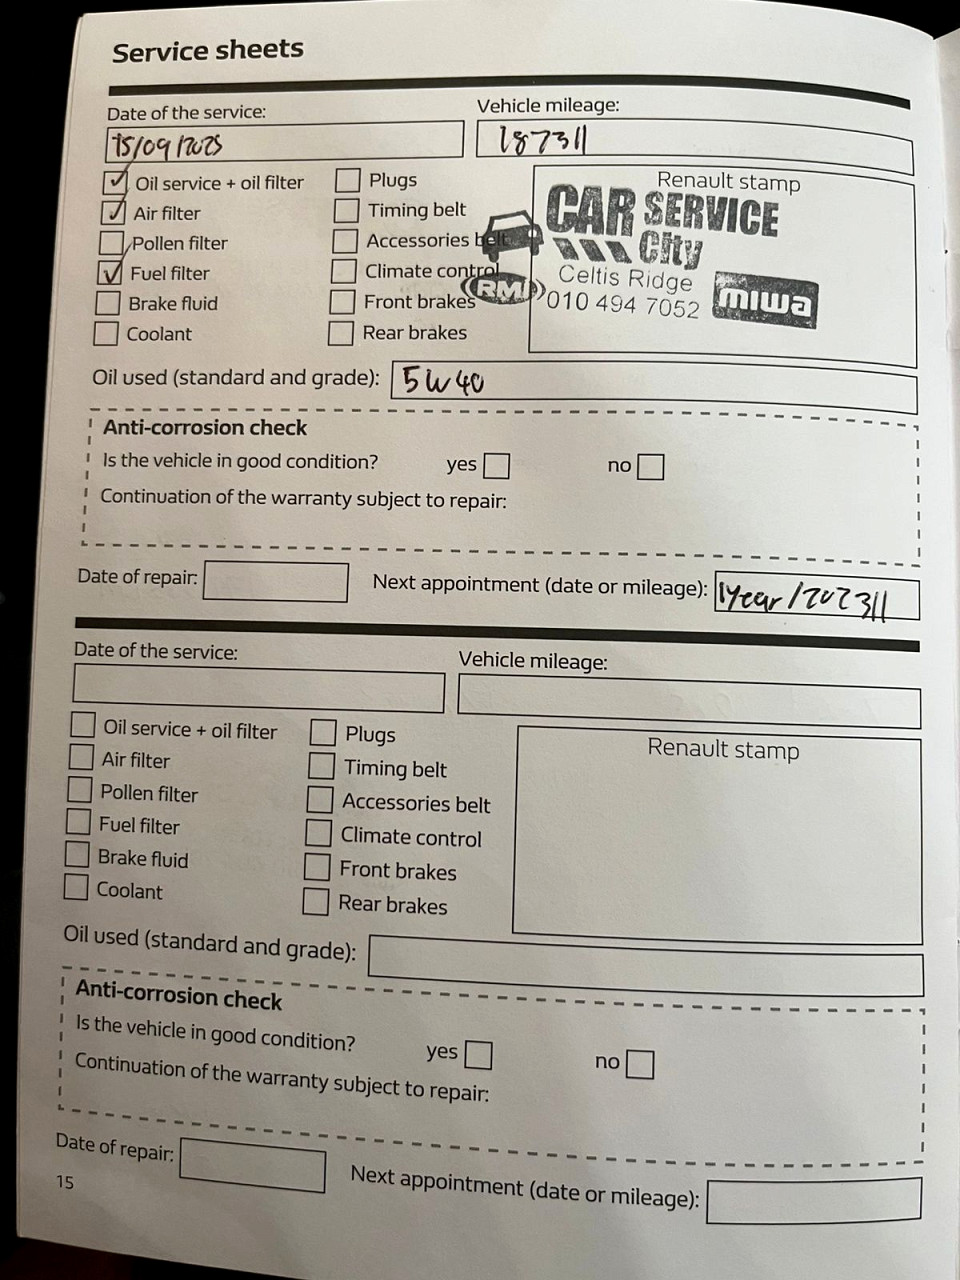 Service sheets
Date of the service:
Vehicle mileage:
15/09/2025
187311
Oil service + oil filter
Plugs
Renault stamp
Air filter
Timing belt
CAR SERVICE
City
Pollen filter
Accessories belt
Fuel filter
Climate control
Celtis Ridge
RMI
010 494 7052
miwa
Brake fluid
Front brakes
Coolant
Rear brakes
Oil used (standard and grade):
5W40
Anti-corrosion check
Is the vehicle in good condition?
yes
no
Continuation of the warranty subject to repair:
Date of repair:
Next appointment (date or mileage):
1year/202311
Date of the service:
Vehicle mileage:
Oil service + oil filter
Plugs
Renault stamp
Air filter
Timing belt
Pollen filter
Accessories belt
Fuel filter
Climate control
Brake fluid
Front brakes
Coolant
Rear brakes
Oil used (standard and grade):
Anti-corrosion check
Is the vehicle in good condition?
yes
no
Continuation of the warranty subject to repair:
Date of repair:
Next appointment (date or mileage):
15